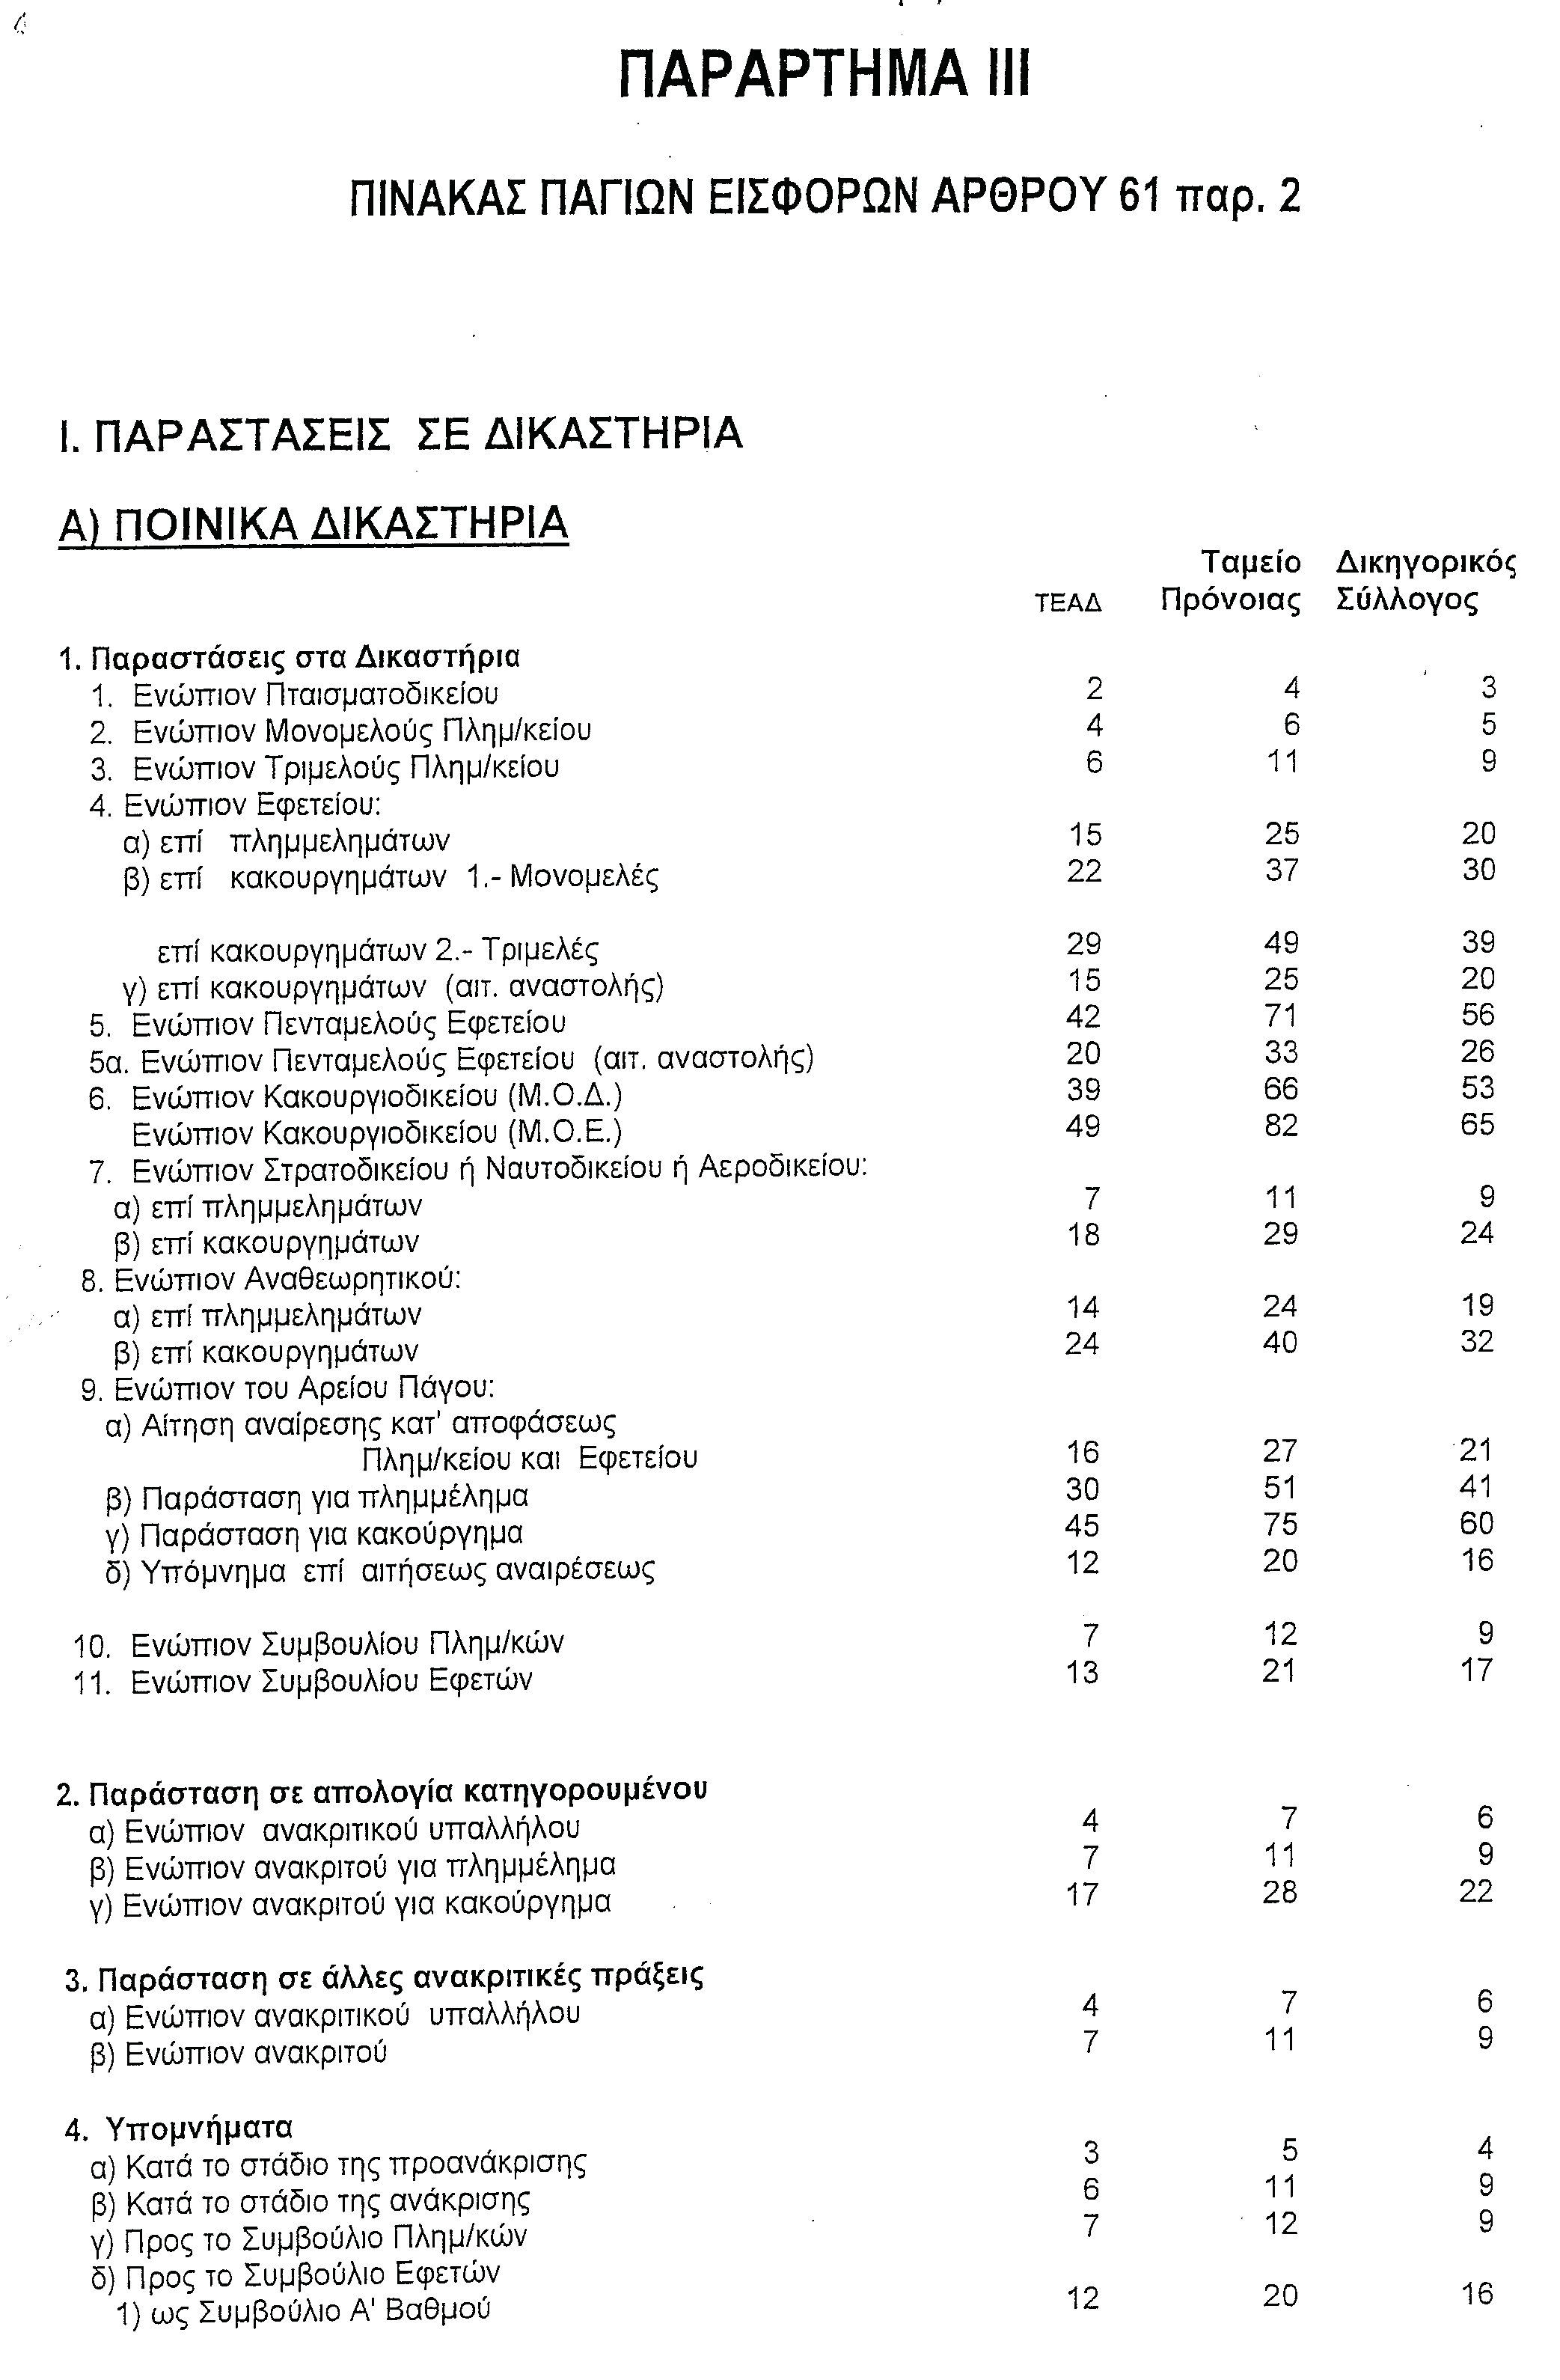 ΠΑΡΑΡΤΗΜΑ ΙΙΙ
ΠΙΝΑΚΑΣ ΠΑΓΙΩΝ ΕΙΣΦΟΡΩΝ ΑΡΘΡΟΥ 61 παρ. 2
Ι. ΠΑΡΑΣΤΑΣΕΙΣ ΣΕ ΔΙΚΑΣΤΗΡΙΑ
Α) ΠΟΙΝΙΚΑ ΔΙΚΑΣΤΗΡΙΑ
Ταμείο Δικηγορικός
ΤΕΑΔ Πρόνοιας Σύλλογος
1. Παραστάσεις στα Δικαστήρια
1. Ενώπιον Πταισματοδικείου 2 4 3
2. Ενώπιον Μονομελούς Πλημ/κείου 4 6 5
3. Ενώπιον Τριμελούς Πλημ/κείου 6 11 9
4. Ενώπιον Εφετείου:
α) επί πλημμελημάτων 15 25 20
β) επί κακουργημάτων 1.- Μονομελές 22 37 30
επί κακουργημάτων 2.- Τριμελές 29 49 39
γ) επί κακουργημάτων (αιτ. αναστολής) 15 25 20
5. Ενώπιον Πενταμελούς Εφετείου 42 71 56
5α. Ενώπιον Πενταμελούς Εφετείου (αιτ. αναστολής) 20 33 26
6. Ενώπιον Κακουργιοδικείου (Μ.Ο.Δ.) 39 66 53
Ενώπιον Κακουργιοδικείου (Μ.Ο.Ε.) 49 82 65
7. Ενώπιον Στρατοδικείου ή Ναυτοδικείου ή Αεροδικείου:
α) επί πλημμελημάτων 7 11 9
β) επί κακουργημάτων 18 29 24
8. Ενώπιον Αναθεωρητικού:
α) επί πλημμελημάτων 14 24 19
β) επί κακουργημάτων 24 40 32
9. Ενώπιον του Αρείου Πάγου:
α) Αίτηση αναίρεσης κατ' αποφάσεως
Πλημ/κείου και Εφετείου 16 27 21
β) Παράσταση για πλημμέλημα 30 51 41
γ) Παράσταση για κακούργημα 45 75 60
δ) Υπόμνημα επί αιτήσεως αναιρέσεως 12 20 16
10. Ενώπιον Συμβουλίου Πλημ/κών 7 12 9
11. Ενώπιον Συμβουλίου Εφετών 13 21 17
2. Παράσταση σε απολογία κατηγορουμένου
α) Ενώπιον ανακριτικού υπαλλήλου 4 7 6
β) Ενώπιον ανακριτού για πλημμέλημα 7 11 9
γ) Ενώπιον ανακριτού για κακούργημα 17 28 22
3. Παράσταση σε άλλες ανακριτικές πράξεις
α) Ενώπιον ανακριτικού υπαλλήλου 4 7 6
β) Ενώπιον ανακριτού 7 11 9
4. Υπομνήματα
α) Κατά το στάδιο της προανάκρισης 3 5 4
β) Κατά το στάδιο της ανάκρισης 6 11 9
γ) Προς το Συμβούλιο Πλημ/κών 7 12 9
δ) Προς το Συμβούλιο Εφετών
1) ως Συμβούλιο Α' Βαθμού 12 20 16